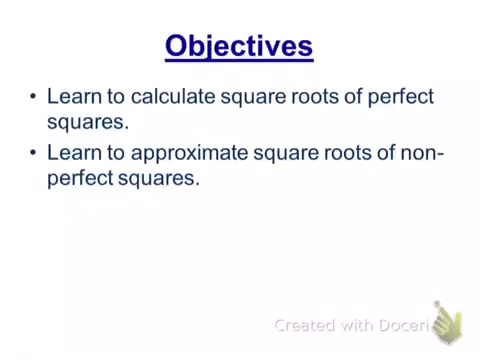 Objectives
• Learn to calculate square roots of perfect
squares.
• Learn to approximate square roots of non-
perfect squares.
Created with Doceri